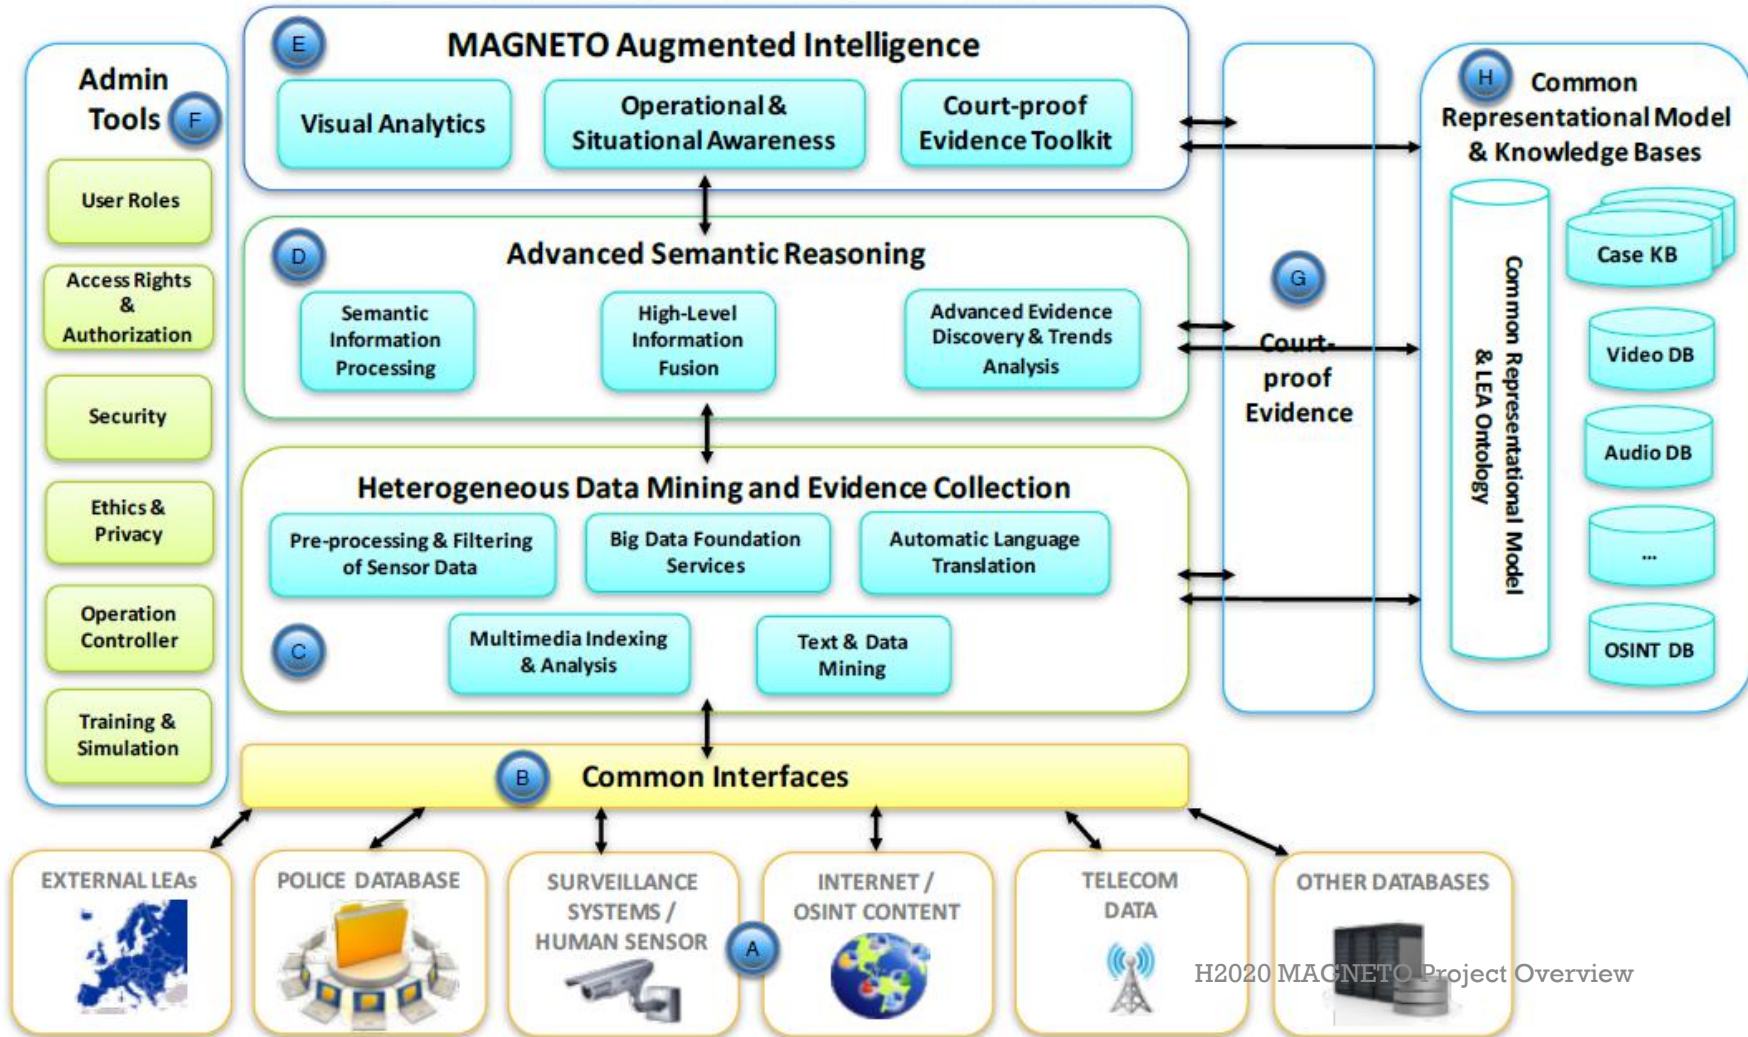 E
MAGNETO Augmented Intelligence
Visual Analytics
Operational &
Situational Awareness
Court-proof
Evidence Toolkit
Admin
Tools
F
User Roles
Access Rights
&
Authorization
Security
Ethics &
Privacy
Operation
Controller
Training &
Simulation
D
Advanced Semantic Reasoning
Semantic
Information
Processing
High-Level
Information
Fusion
Advanced Evidence
Discovery & Trends
Analysis
Heterogeneous Data Mining and Evidence Collection
Pre-processing & Filtering
of Sensor Data
Big Data Foundation
Services
Automatic Language
Translation
C
Multimedia Indexing
& Analysis
Text & Data
Mining
G
Court-
proof
Evidence
H
Common
Representational Model
& Knowledge Bases
Common Representational Model
& LEA Ontology
Case KB
Video DB
Audio DB
...
OSINT DB
B
Common Interfaces
EXTERNAL LEAs
POLICE DATABASE
SURVEILLANCE
SYSTEMS /
HUMAN SENSOR
A
INTERNET /
OSINT CONTENT
TELECOM
DATA
OTHER DATABASES
H2020 MAGNETO Project Overview